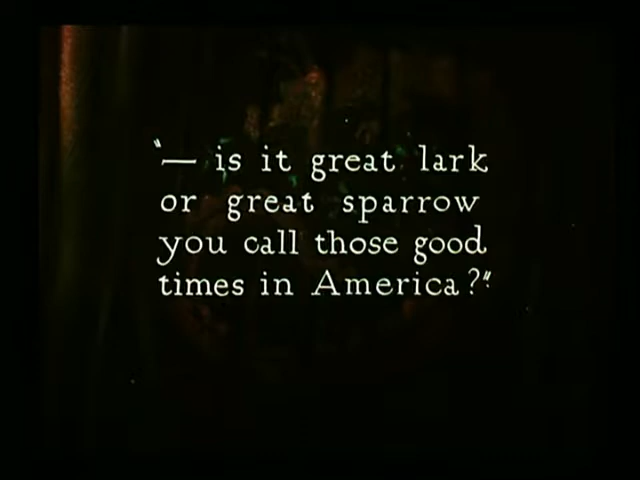 "— is it great lark
or great sparrow
you call those good
times in America?"